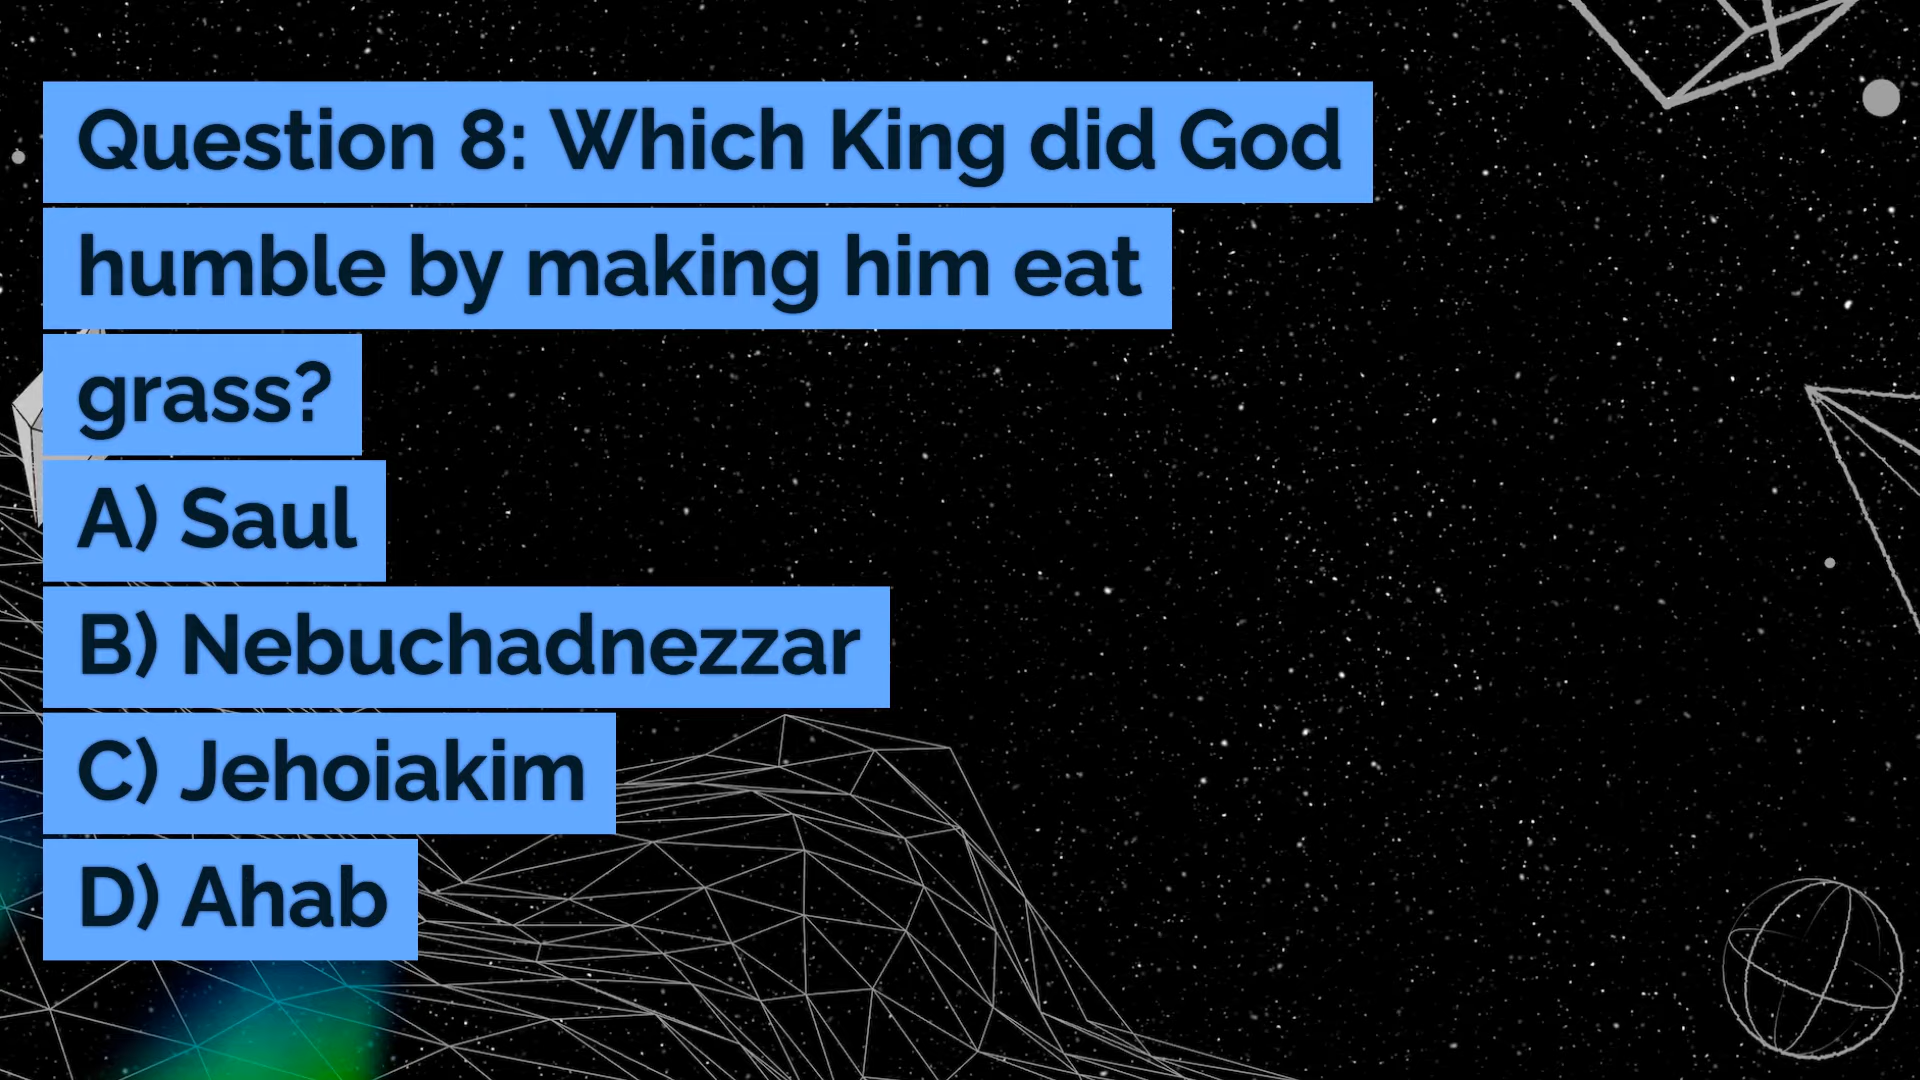 Question 8: Which King did God
humble by making him eat
grass?
A) Saul
B) Nebuchadnezzar
C) Jehoiakim
D) Ahab